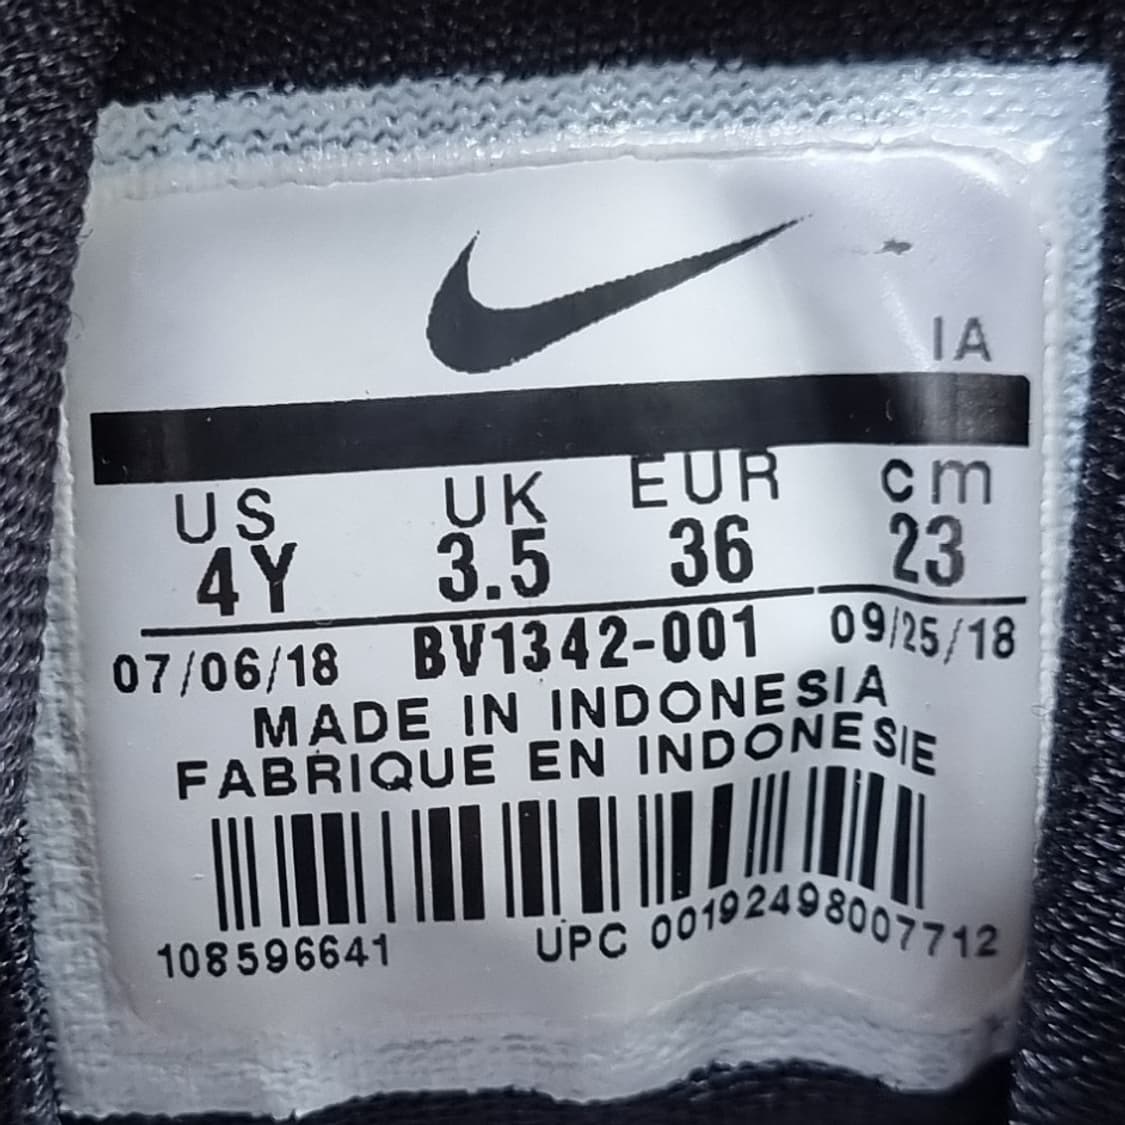 IA
US UK EUR cm
4Y 3.5 36 23
07/06/18 BV1342-001 09/25/18
MADE IN INDONESIA
FABRIQUE EN INDONESIE
108596641 UPC 00192498007712